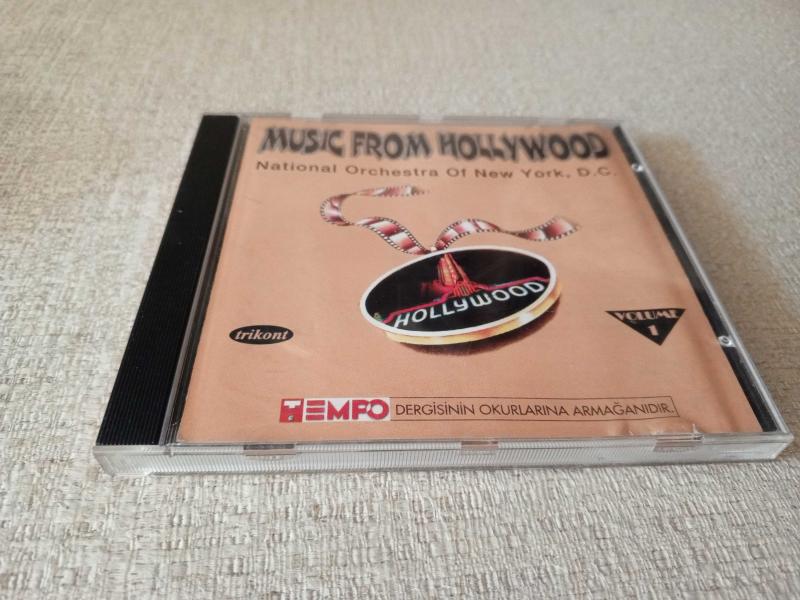 MUSIC FROM HOLLYWOOD
National Orchestra Of New York, D.C.
HOLLYWOOD
trikont
VOLUME
1
TEMPO DERGİSİNİN OKURLARINA ARMAĞANIDIR.